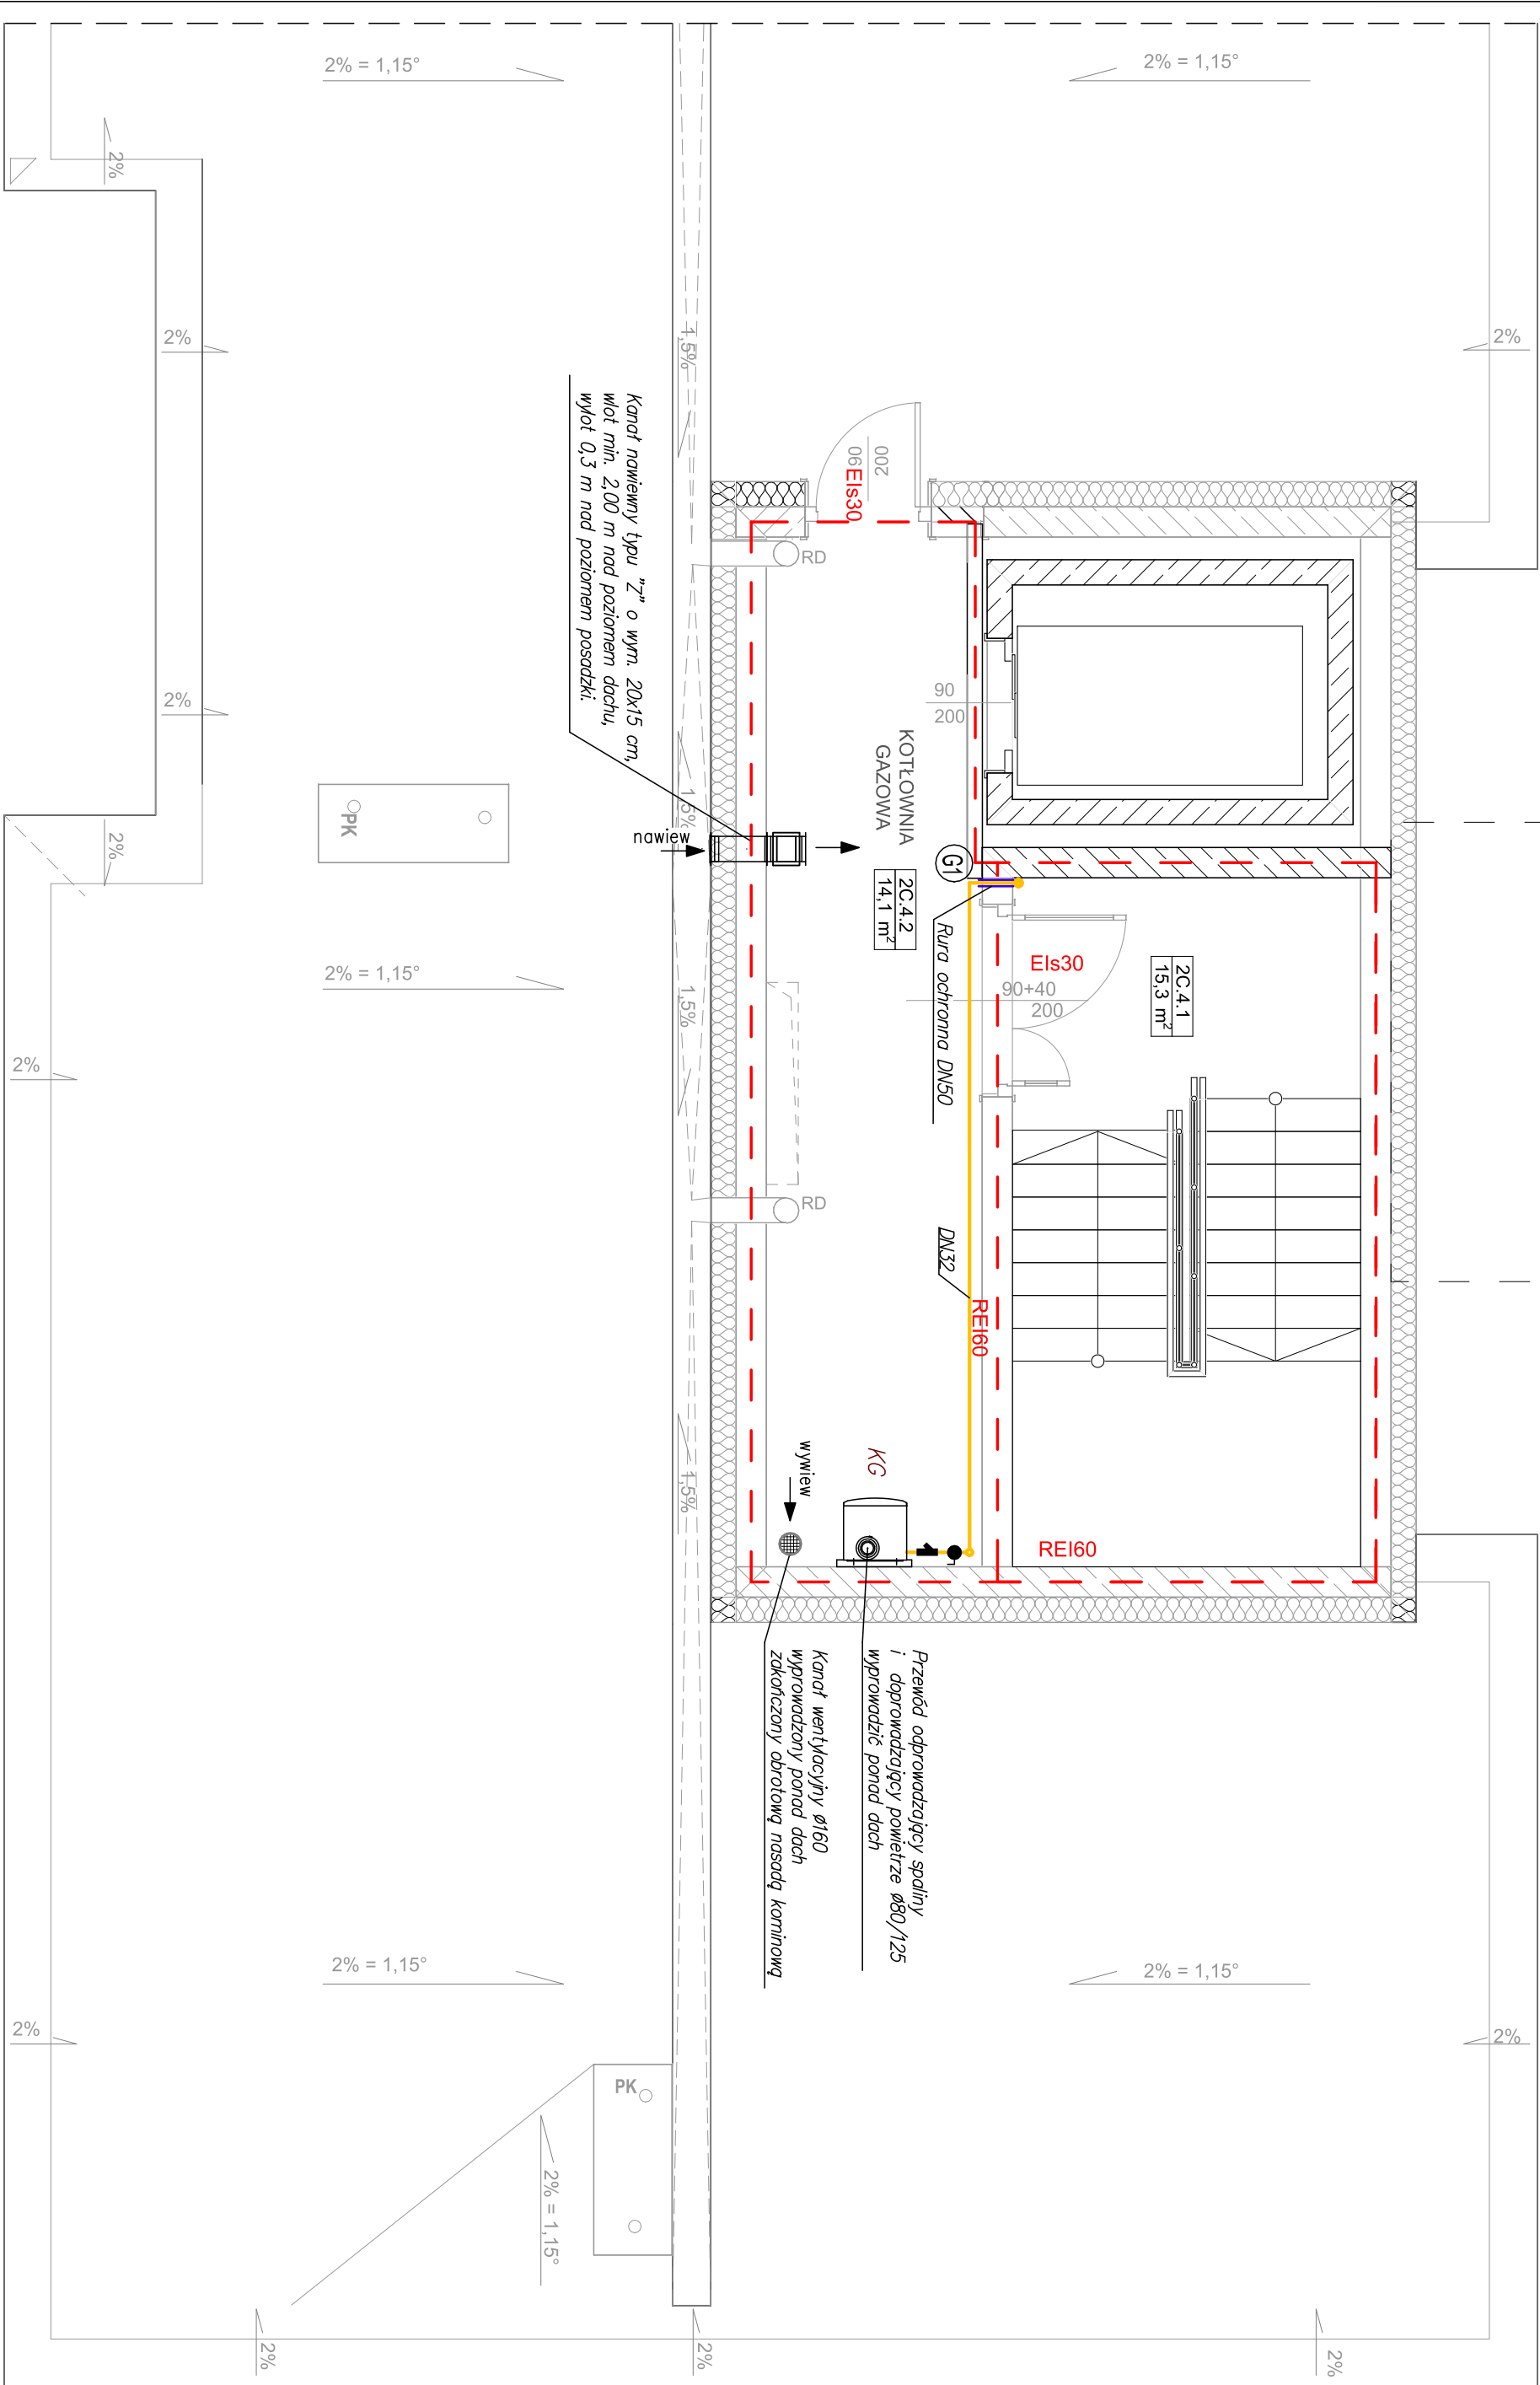 2% = 1,15°
2% = 1,15°
2%
2%
2%
1,5%
Kanał nawiewny typu "Z" o wym. 20x15 cm,
wlot min. 2,00 m nad poziomem dachu,
wylot 0,3 m nad poziomem posadzki.
200
90
EIs30
RD
90
200
2%
KOTŁOWNIA
GAZOWA
1,5%
PK
nawiew
2%
G1
2C.4.2
14,1 m²
Rura ochronna DN50
EIs30
90+40
200
2C.4.1
15,3 m²
2% = 1,15°
1,5%
2%
RD
DN32
REI60
KG
wywiew
1,5%
REI60
Przewód odprowadzający spaliny
i doprowadzający powietrze ø80/125
wyprowadzić ponad dach
Kanał wentylacyjny ø160
wyprowadzony ponad dach
zakończony obrotową nasadą kominową
2% = 1,15°
2% = 1,15°
2%
2%
PK
2% = 1,15°
2%
2%
2%